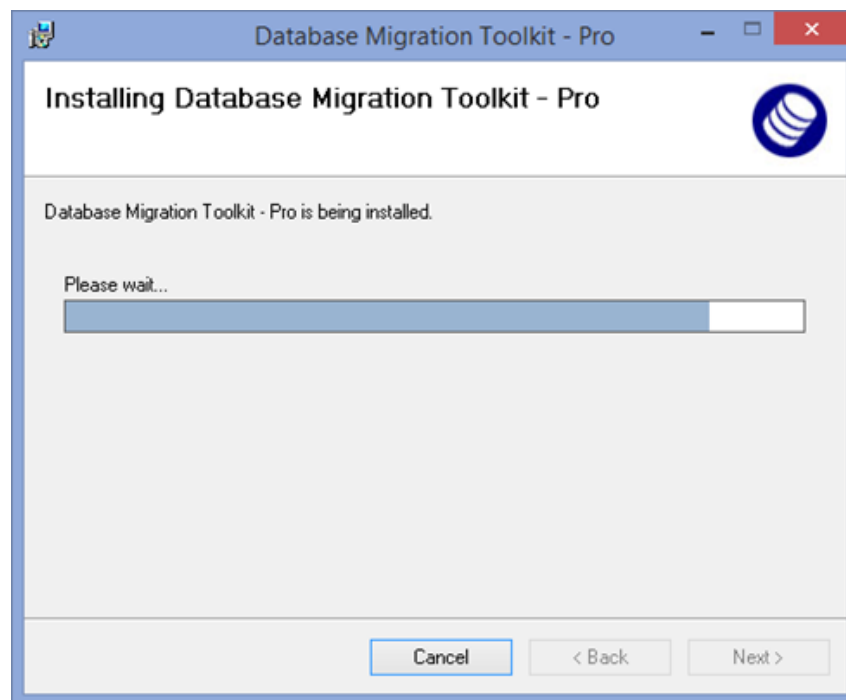 Database Migration Toolkit - Pro
Installing Database Migration Toolkit - Pro
Database Migration Toolkit - Pro is being installed.
Please wait...
Cancel
< Back
Next >